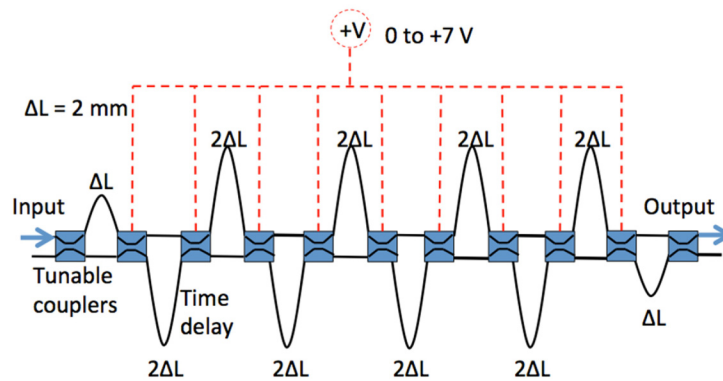 +V 0 to +7 V
ΔL = 2 mm
2ΔL 2ΔL 2ΔL 2ΔL
ΔL
Input Output
Tunable couplers
Time delay
ΔL
2ΔL 2ΔL 2ΔL 2ΔL